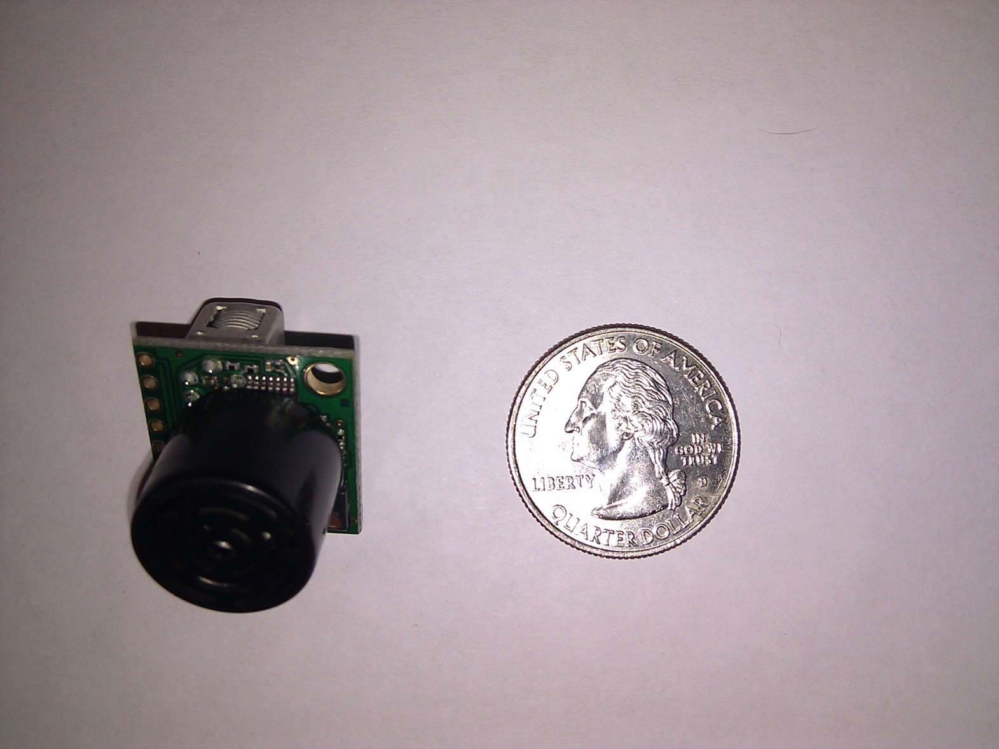 UNITED STATES OF AMERICA
IN
GOD WE
TRUST
LIBERTY
D
QUARTER DOLLAR